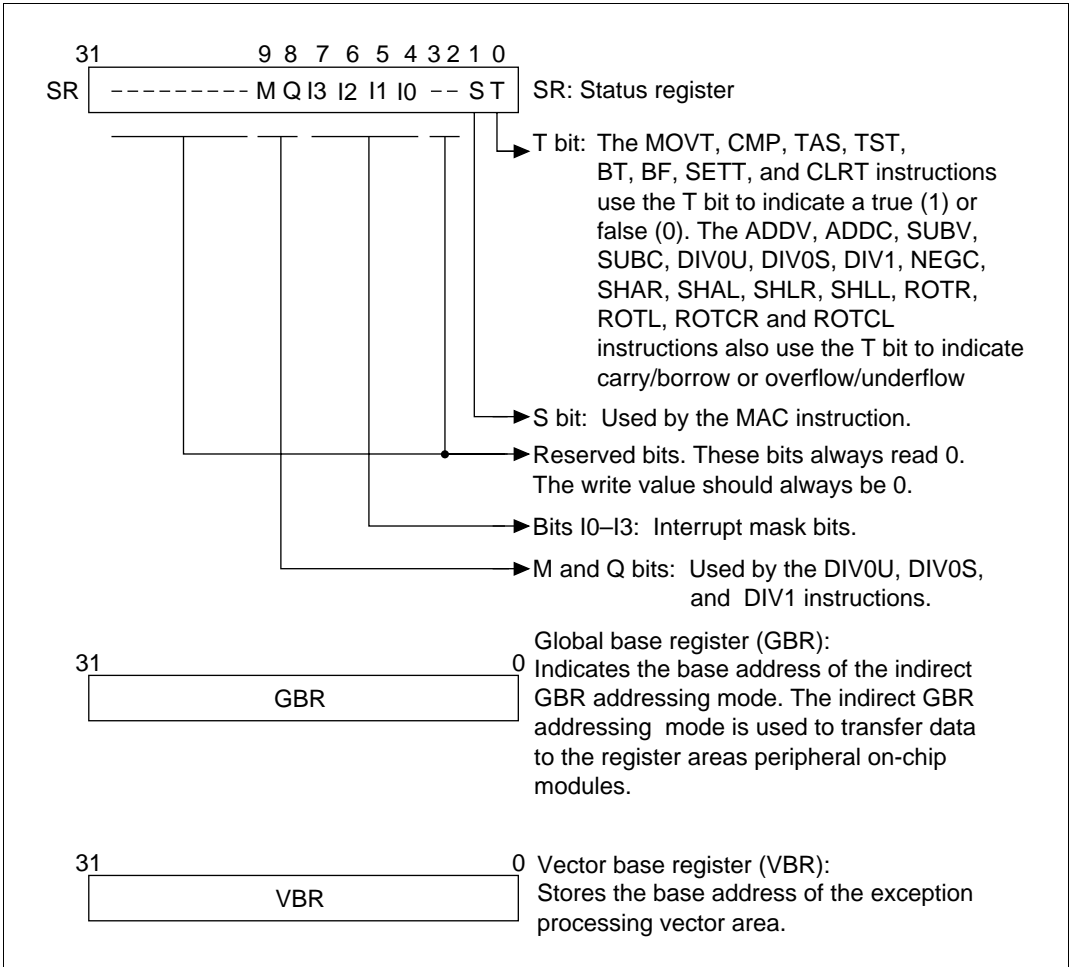 31 9 8 7 6 5 4 3 2 1 0
SR --------- M Q I3 I2 I1 I0 -- S T SR: Status register
T bit: The MOVT, CMP, TAS, TST,
BT, BF, SETT, and CLRT instructions
use the T bit to indicate a true (1) or
false (0). The ADDV, ADDC, SUBV,
SUBC, DIV0U, DIV0S, DIV1, NEGC,
SHAR, SHAL, SHLR, SHLL, ROTR,
ROTL, ROTCR and ROTCL
instructions also use the T bit to indicate
carry/borrow or overflow/underflow
S bit: Used by the MAC instruction.
Reserved bits. These bits always read 0.
The write value should always be 0.
Bits I0–I3: Interrupt mask bits.
M and Q bits: Used by the DIV0U, DIV0S,
and DIV1 instructions.
Global base register (GBR):
31 0 Indicates the base address of the indirect
GBR GBR addressing mode. The indirect GBR
addressing mode is used to transfer data
to the register areas peripheral on-chip
modules.
31 0 Vector base register (VBR):
VBR Stores the base address of the exception
processing vector area.